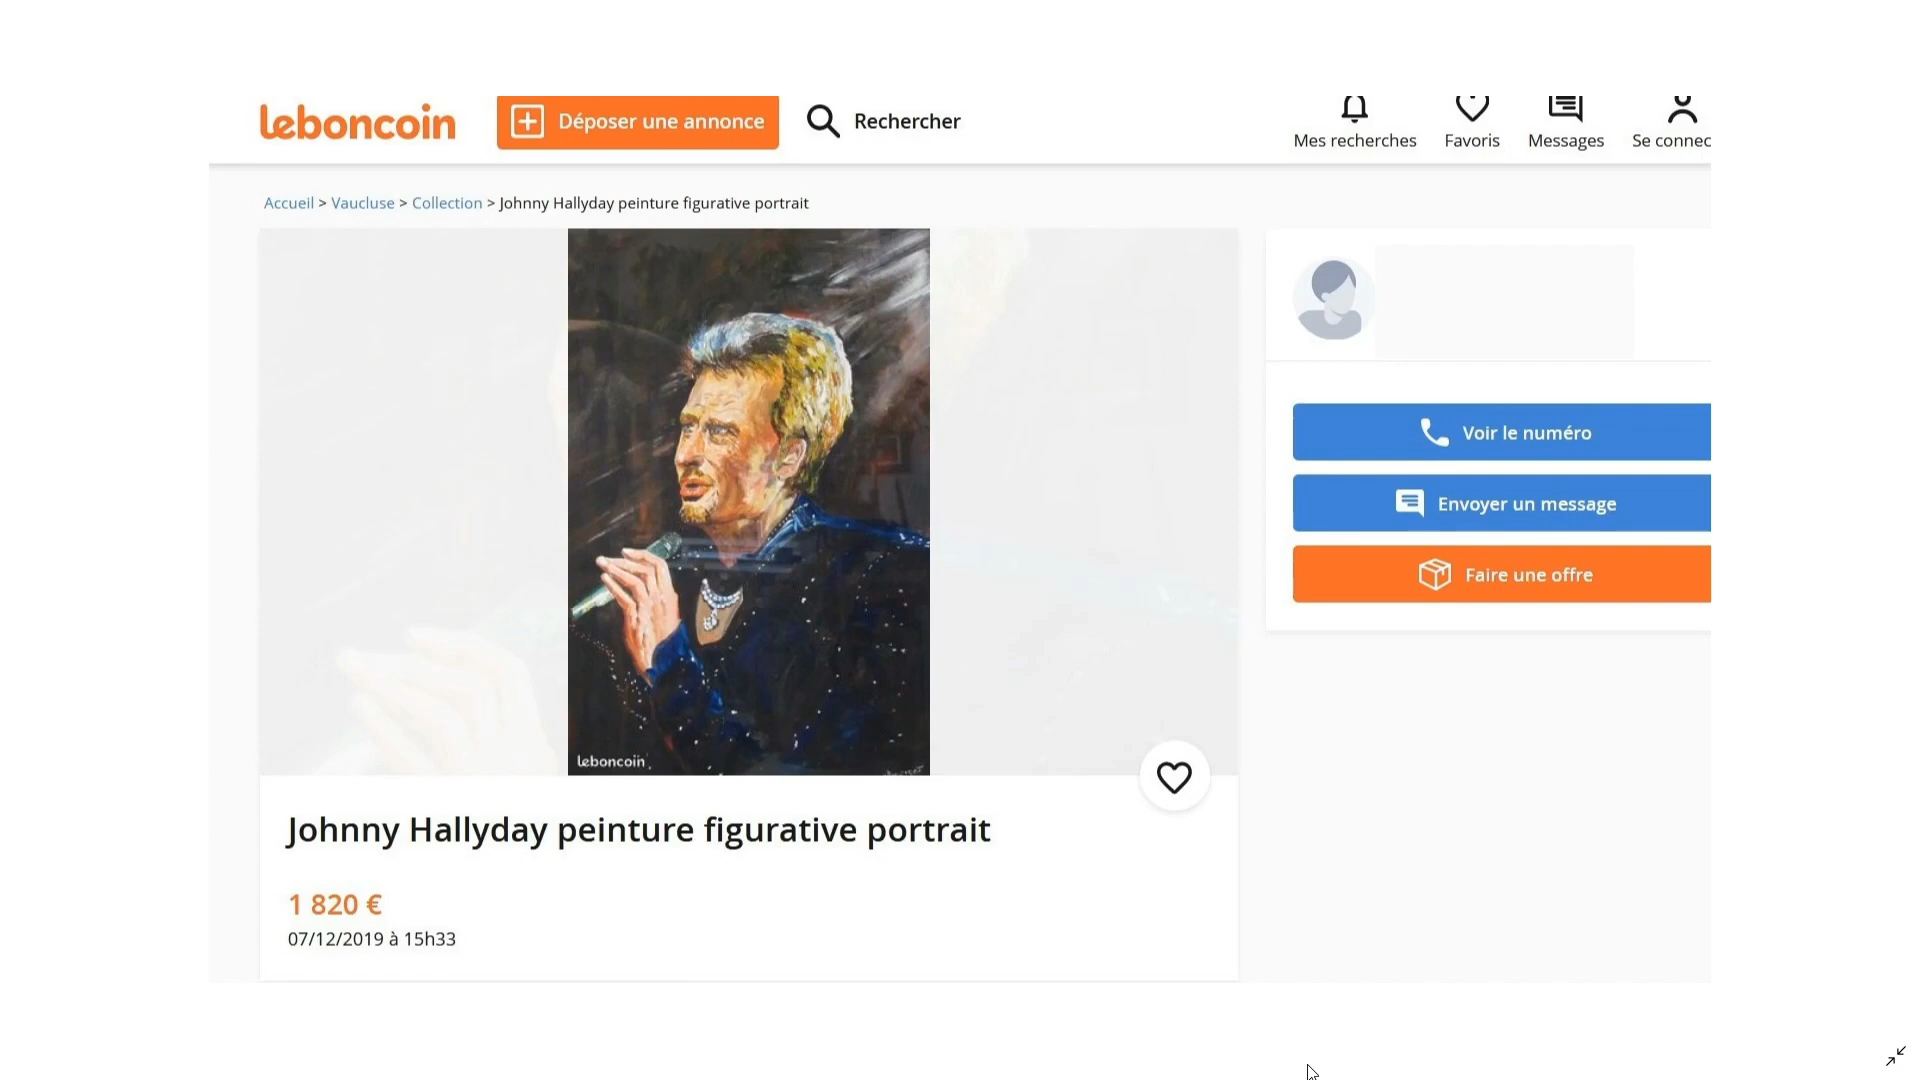 leboncoin
Déposer une annonce
Rechercher
Mes recherches
Favoris
Messages
Se connec
Accueil > Vaucluse > Collection > Johnny Hallyday peinture figurative portrait
Voir le numéro
Envoyer un message
Faire une offre
leboncoin
Johnny Hallyday peinture figurative portrait
1 820 €
07/12/2019 à 15h33